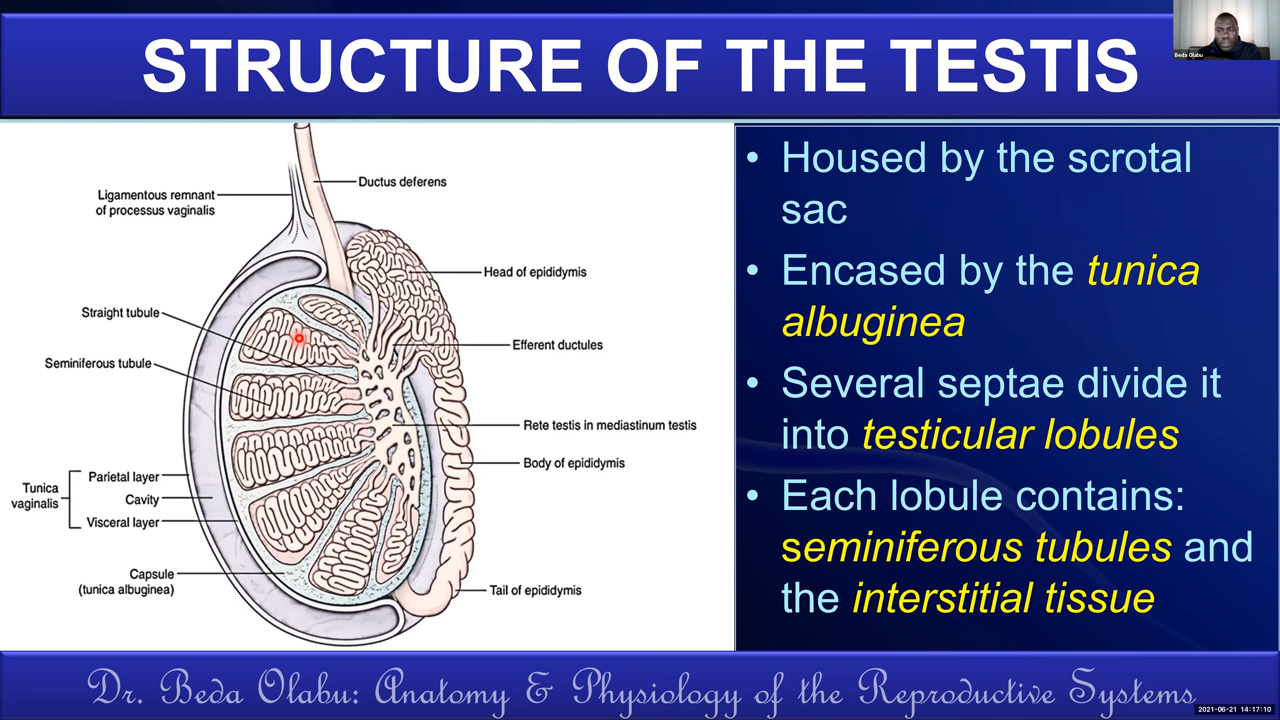 STRUCTURE OF THE TESTIS
Beda Olabu
Ductus deferens
Ligamentous remnant
of processus vaginalis
Head of epididymis
Straight tubule
Efferent ductules
Seminiferous tubule
Rete testis in mediastinum testis
Body of epididymis
Tunica
vaginalis
Parietal layer
Cavity
Visceral layer
Capsule
(tunica albuginea)
Tail of epididymis
• Housed by the scrotal
sac
• Encased by the tunica
albuginea
• Several septae divide it
into testicular lobules
• Each lobule contains:
seminiferous tubules and
the interstitial tissue
Dr. Beda Olabu: Anatomy & Physiology of the Reproductive Systems
2021-06-21 14:17:10